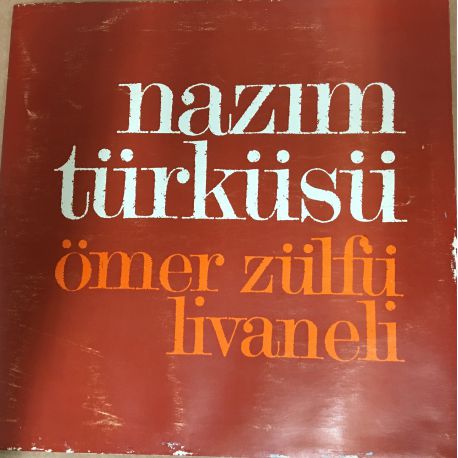 nazım
türküsü
ömer zülfü
livaneli